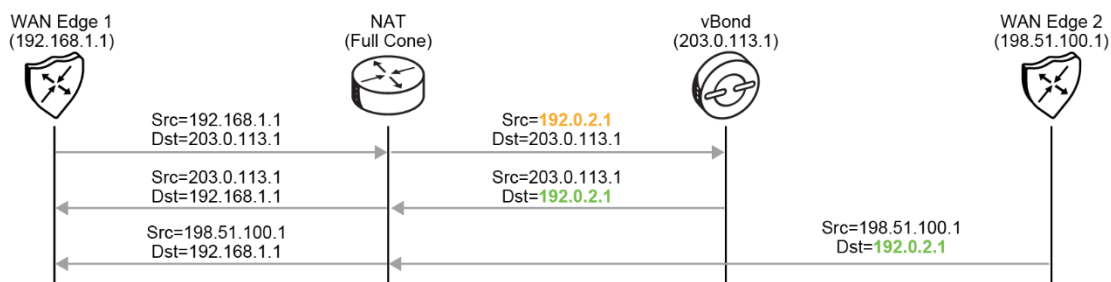 WAN Edge 1
(192.168.1.1)
NAT
(Full Cone)
vBond
(203.0.113.1)
WAN Edge 2
(198.51.100.1)
Src=192.168.1.1
Dst=203.0.113.1
Src=192.0.2.1
Dst=203.0.113.1
Src=203.0.113.1
Dst=192.168.1.1
Src=203.0.113.1
Dst=192.0.2.1
Src=198.51.100.1
Dst=192.168.1.1
Src=198.51.100.1
Dst=192.0.2.1